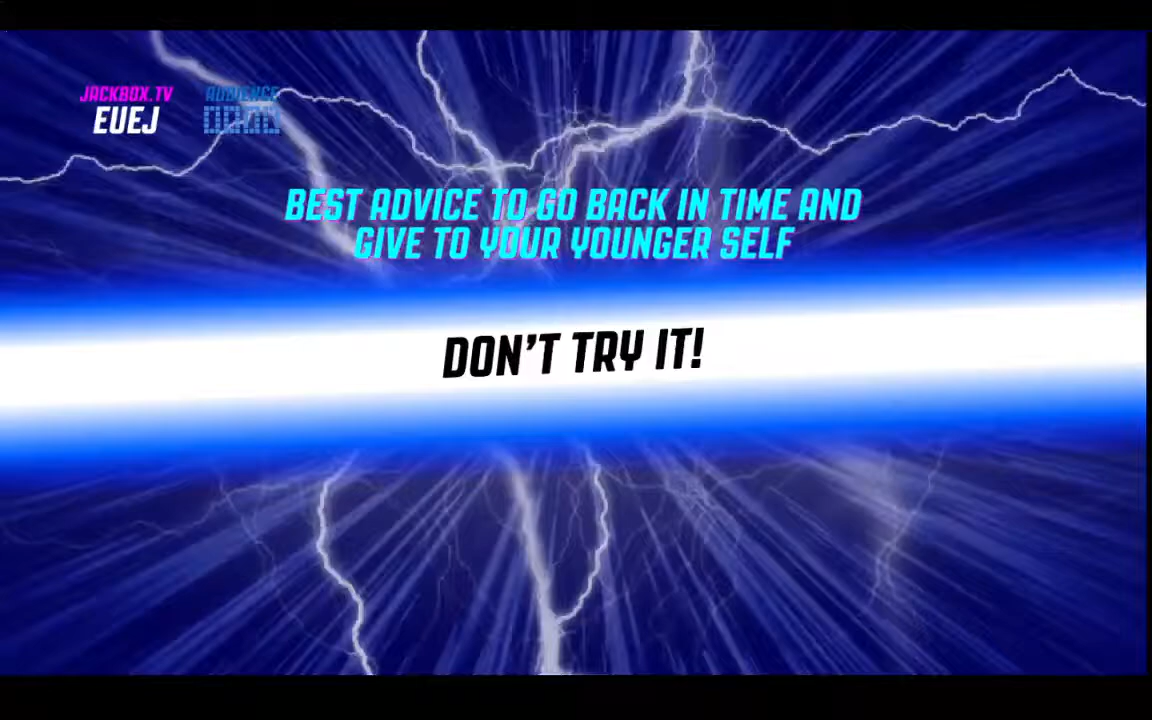 JACKBOX.TV AUDIENCE
EUEJ
BEST ADVICE TO GO BACK IN TIME AND
GIVE TO YOUR YOUNGER SELF
DON'T TRY IT!